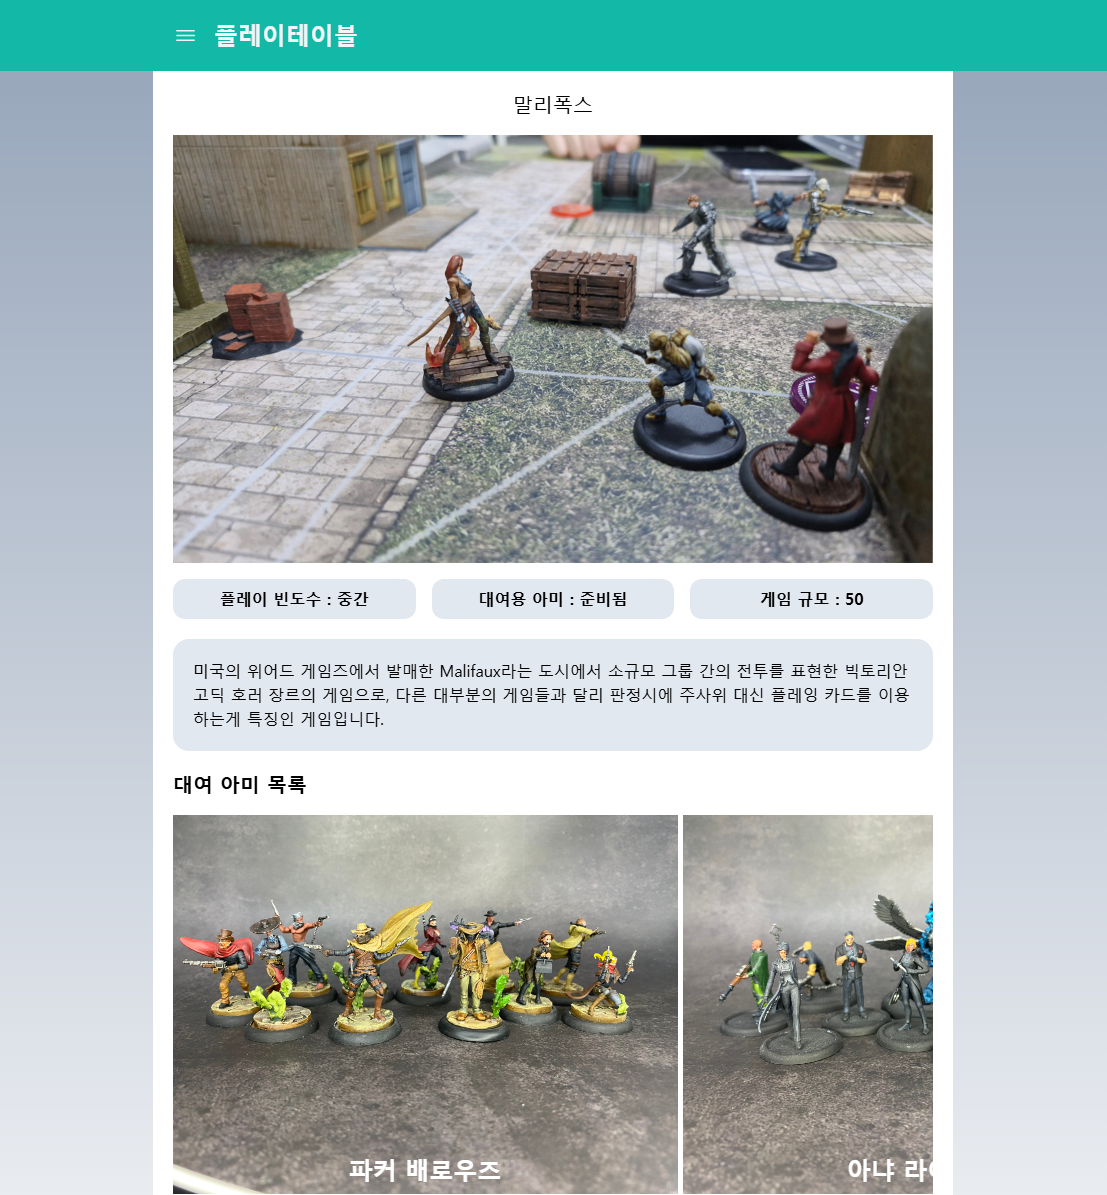 플레이테이블
말리폭스
플레이 빈도수 : 중간
대여용 아미 : 준비됨
게임 규모 : 50
미국의 위어드 게임즈에서 발매한 Malifaux라는 도시에서 소규모 그룹 간의 전투를 표현한 빅토리안
고딕 호러 장르의 게임으로, 다른 대부분의 게임들과 달리 판정시에 주사위 대신 플레잉 카드를 이용
하는게 특징인 게임입니다.
대여 아미 목록
파커 배로우즈
아냐